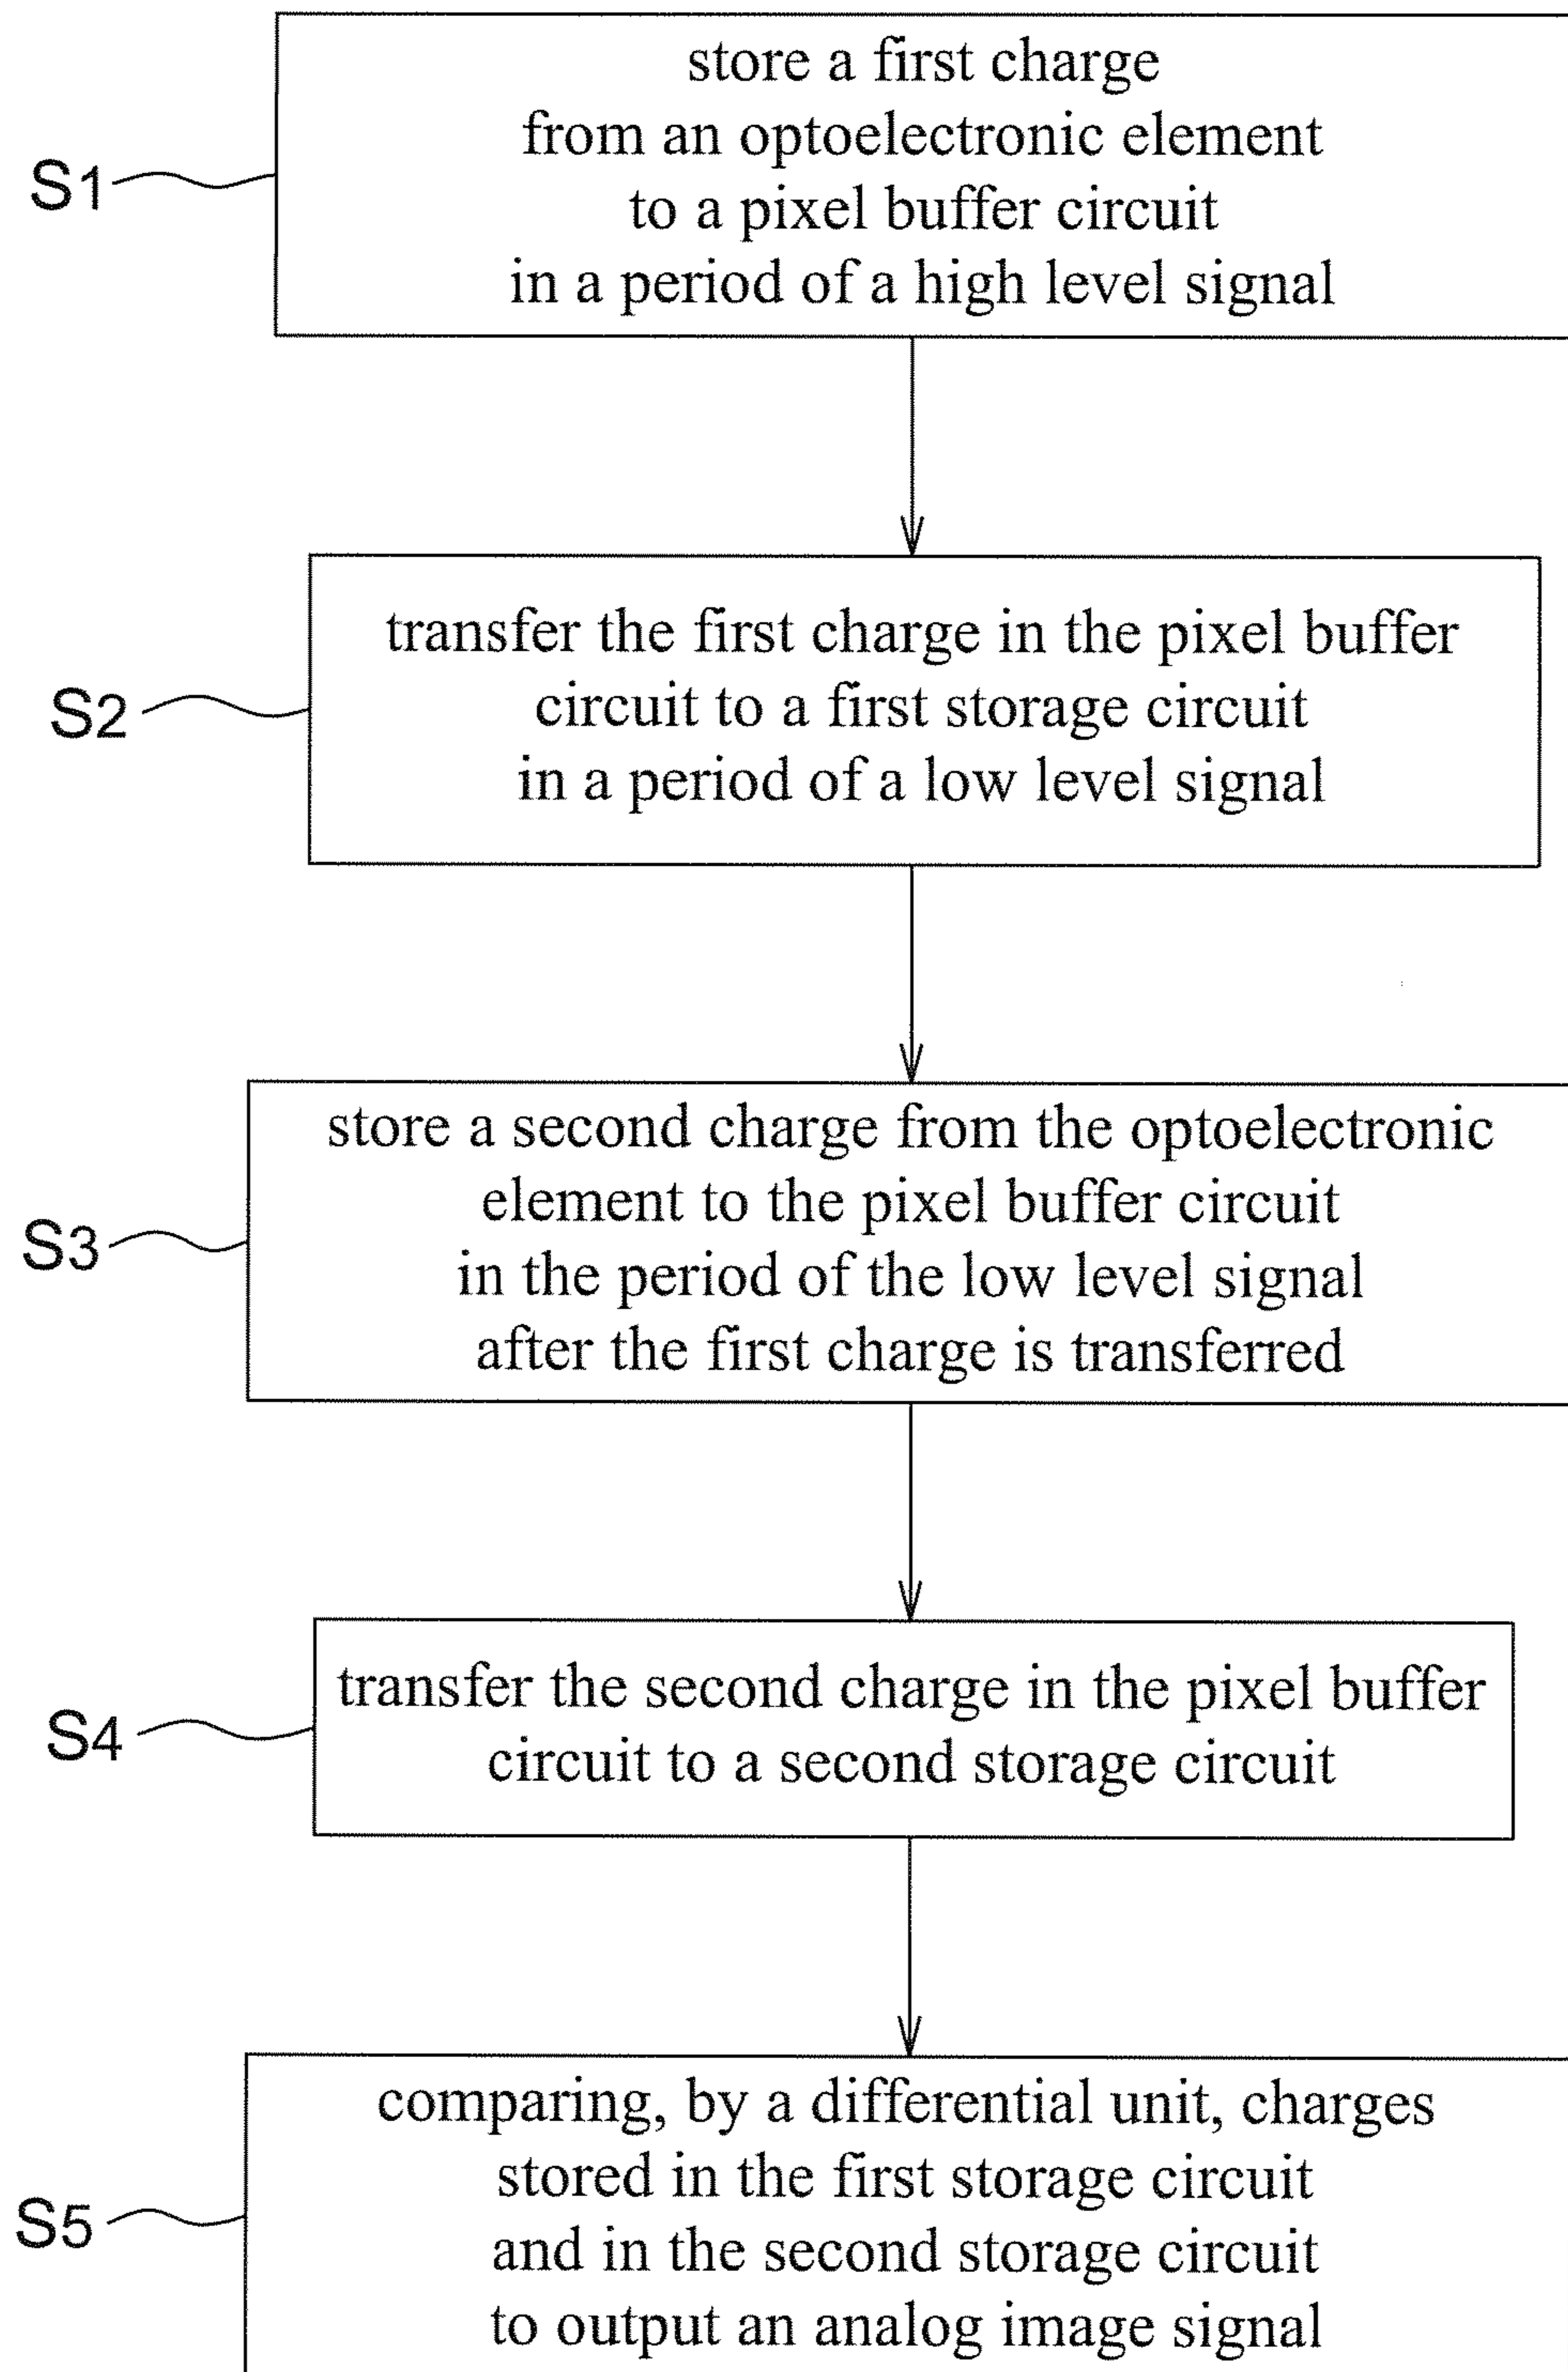 store a first charge
from an optoelectronic element
S1
to a pixel buffer circuit
in a period of a high level signal
transfer the first charge in the pixel buffer
S2
circuit to a first storage circuit
in a period of a low level signal
store a second charge from the optoelectronic
element to the pixel buffer circuit
S3
in the period of the low level signal
after the first charge is transferred
transfer the second charge in the pixel buffer
S4
circuit to a second storage circuit
comparing, by a differential unit, charges
stored in the first storage circuit
S5
and in the second storage circuit
to output an analog image signal